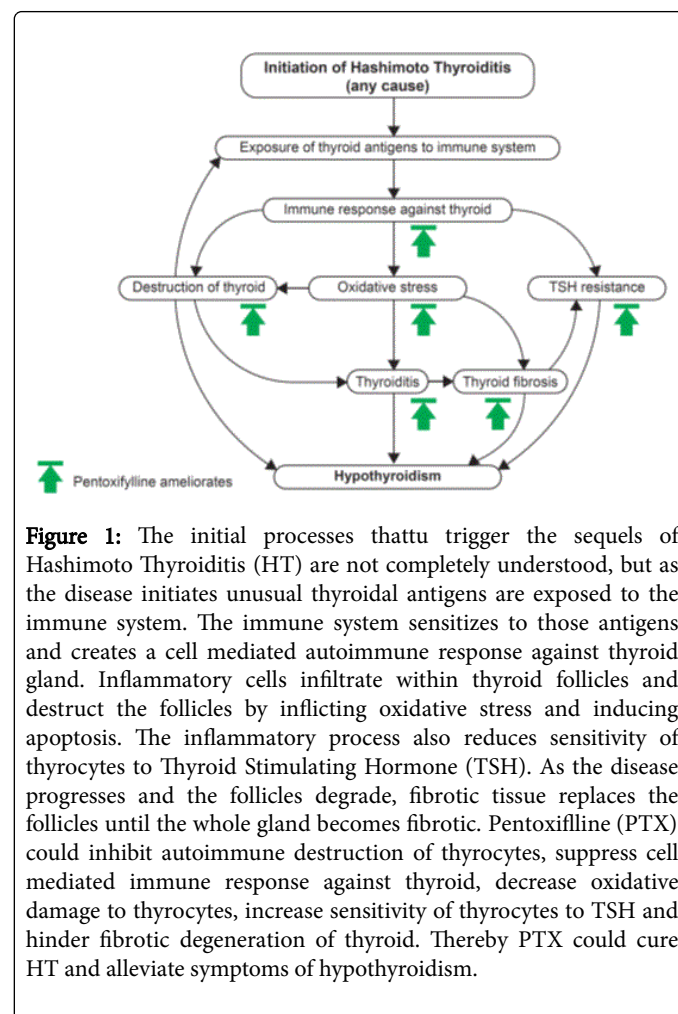 Initiation of Hashimoto Thyroiditis
(any cause)
Exposure of thyroid antigens to immune system
Immune response against thyroid
Destruction of thyroid
Oxidative stress
TSH resistance
Thyroiditis
Thyroid fibrosis
Hypothyroidism
Pentoxifylline ameliorates
Figure 1: The initial processes thattu trigger the sequels of
Hashimoto Thyroiditis (HT) are not completely understood, but as
the disease initiates unusual thyroidal antigens are exposed to the
immune system. The immune system sensitizes to those antigens
and creates a cell mediated autoimmune response against thyroid
gland. Inflammatory cells infiltrate within thyroid follicles and
destruct the follicles by inflicting oxidative stress and inducing
apoptosis. The inflammatory process also reduces sensitivity of
thyrocytes to Thyroid Stimulating Hormone (TSH). As the disease
progresses and the follicles degrade, fibrotic tissue replaces the
follicles until the whole gland becomes fibrotic. Pentoxiflline (PTX)
could inhibit autoimmune destruction of thyrocytes, suppress cell
mediated immune response against thyroid, decrease oxidative
damage to thyrocytes, increase sensitivity of thyrocytes to TSH and
hinder fibrotic degeneration of thyroid. Thereby PTX could cure
HT and alleviate symptoms of hypothyroidism.